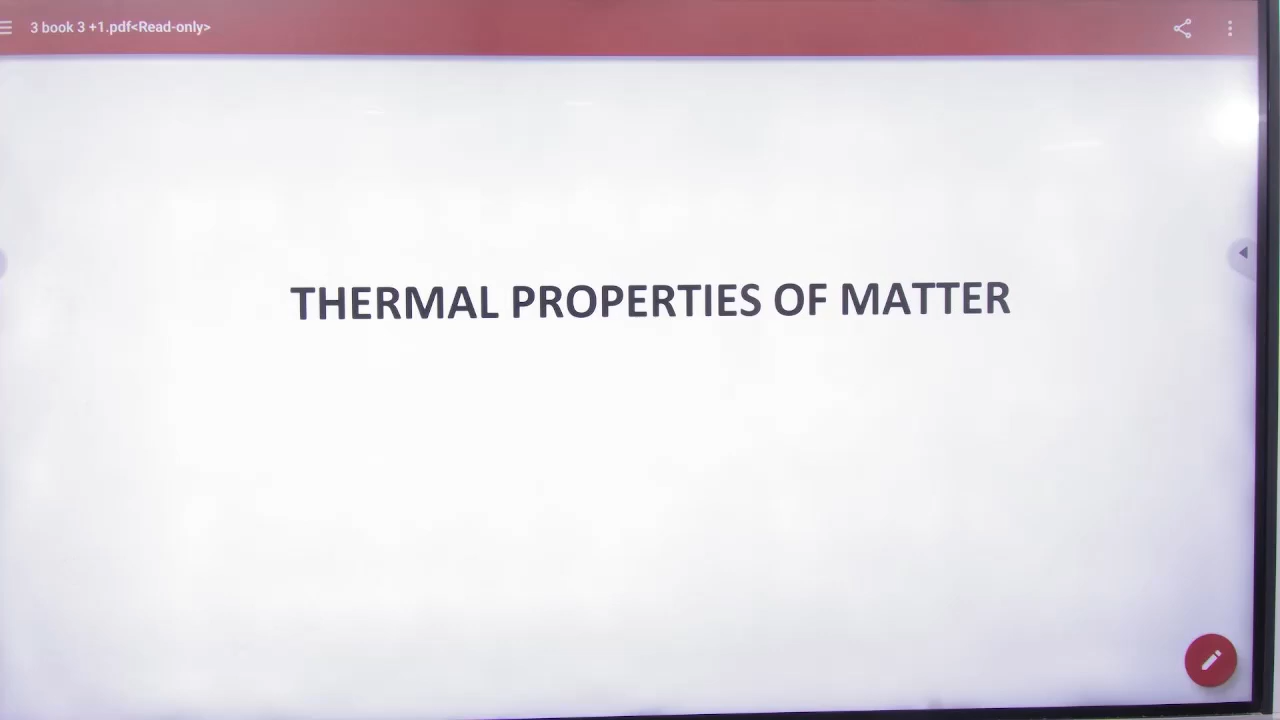 3 book 3 +1.pdf<Read-only>
THERMAL PROPERTIES OF MATTER